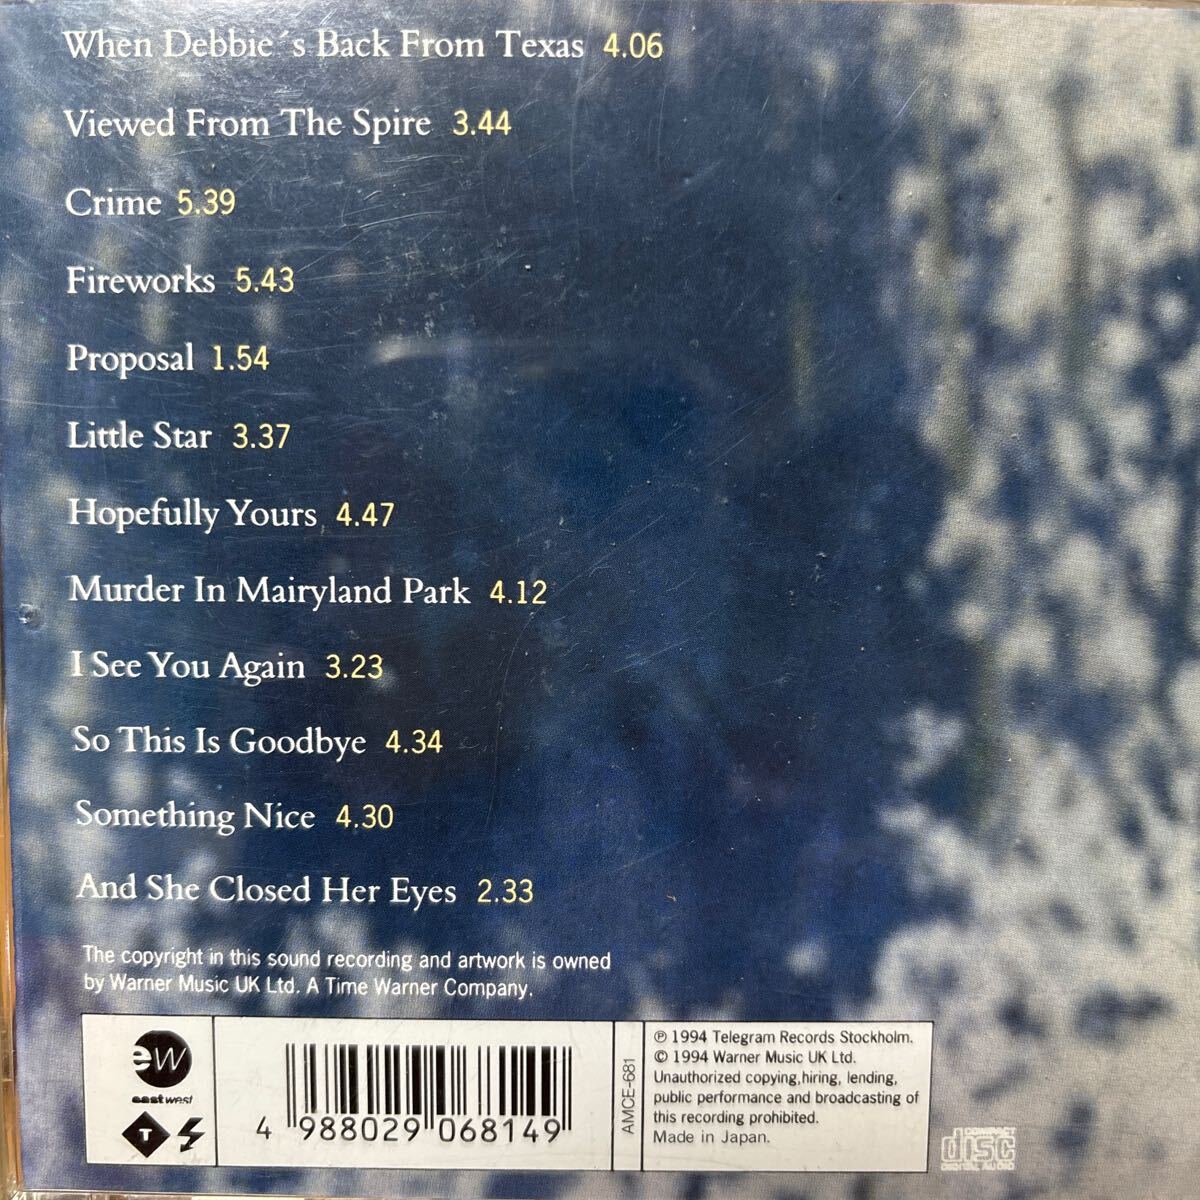 When Debbie´s Back From Texas 4.06
Viewed From The Spire 3.44
Crime 5.39
Fireworks 5.43
Proposal 1.54
Little Star 3.37
Hopefully Yours 4.47
Murder In Mairyland Park 4.12
I See You Again 3.23
So This Is Goodbye 4.34
Something Nice 4.30
And She Closed Her Eyes 2.33
The copyright in this sound recording and artwork is owned
by Warner Music UK Ltd. A Time Warner Company.
ew
eastwest
T
4 988029 068149
AMCE-681
℗ 1994 Telegram Records Stockholm.
© 1994 Warner Music UK Ltd.
Unauthorized copying,hiring, lending,
public performance and broadcasting of
this recording prohibited.
Made in Japan.
COMPACT
disc
DIGITAL AUDIO